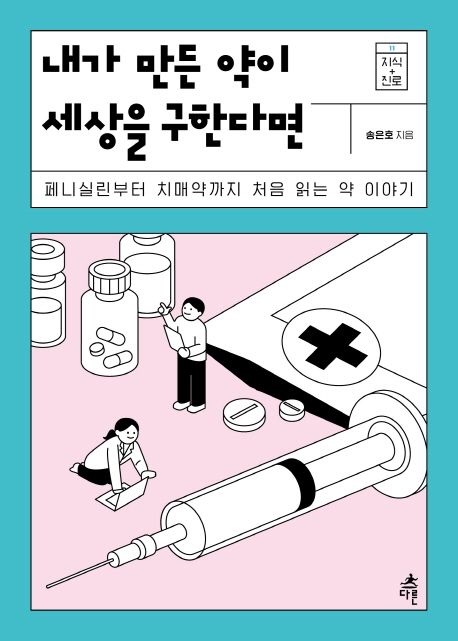 내가 만든 약이
세상을 구한다면
11
지식
+
진로
송은호 지음
페니실린부터 치매약까지 처음 읽는 약 이야기
다른